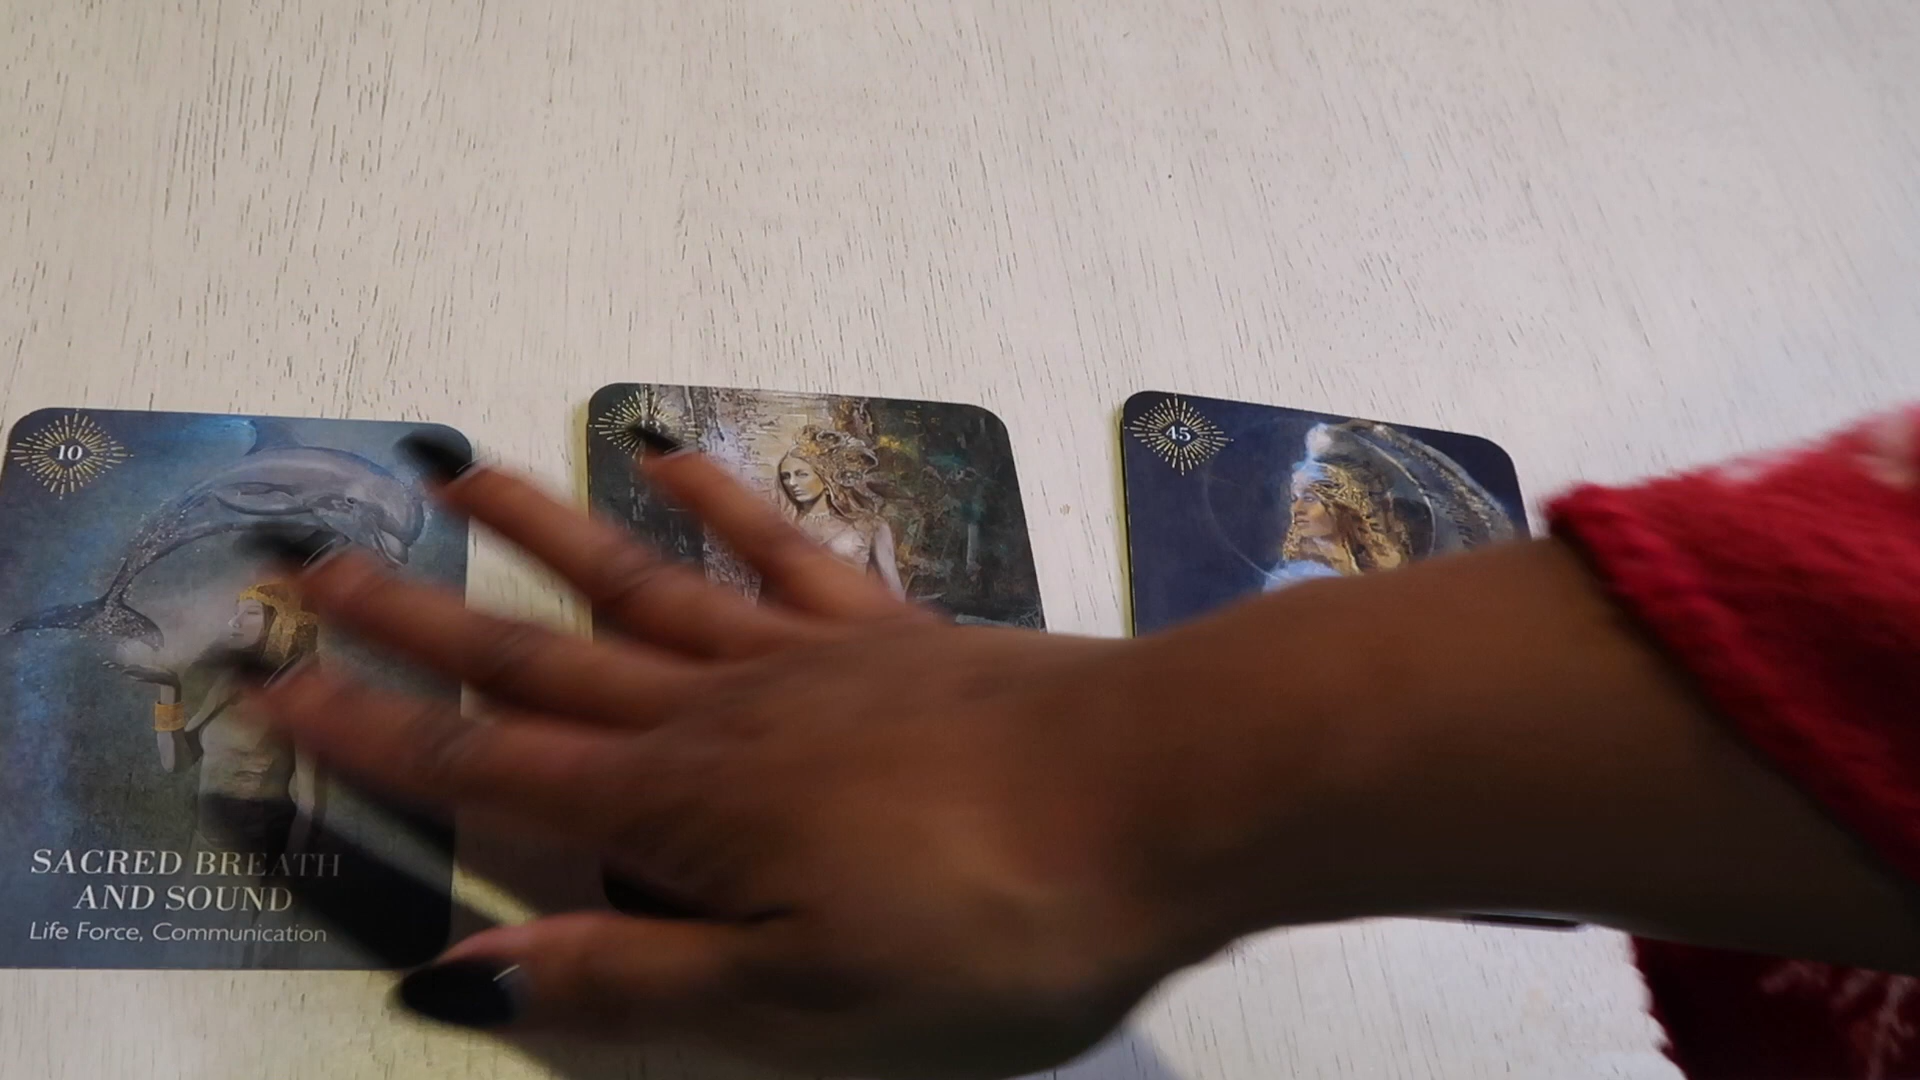 10
45
SACRED BREATH
AND SOUND
Life Force, Communication